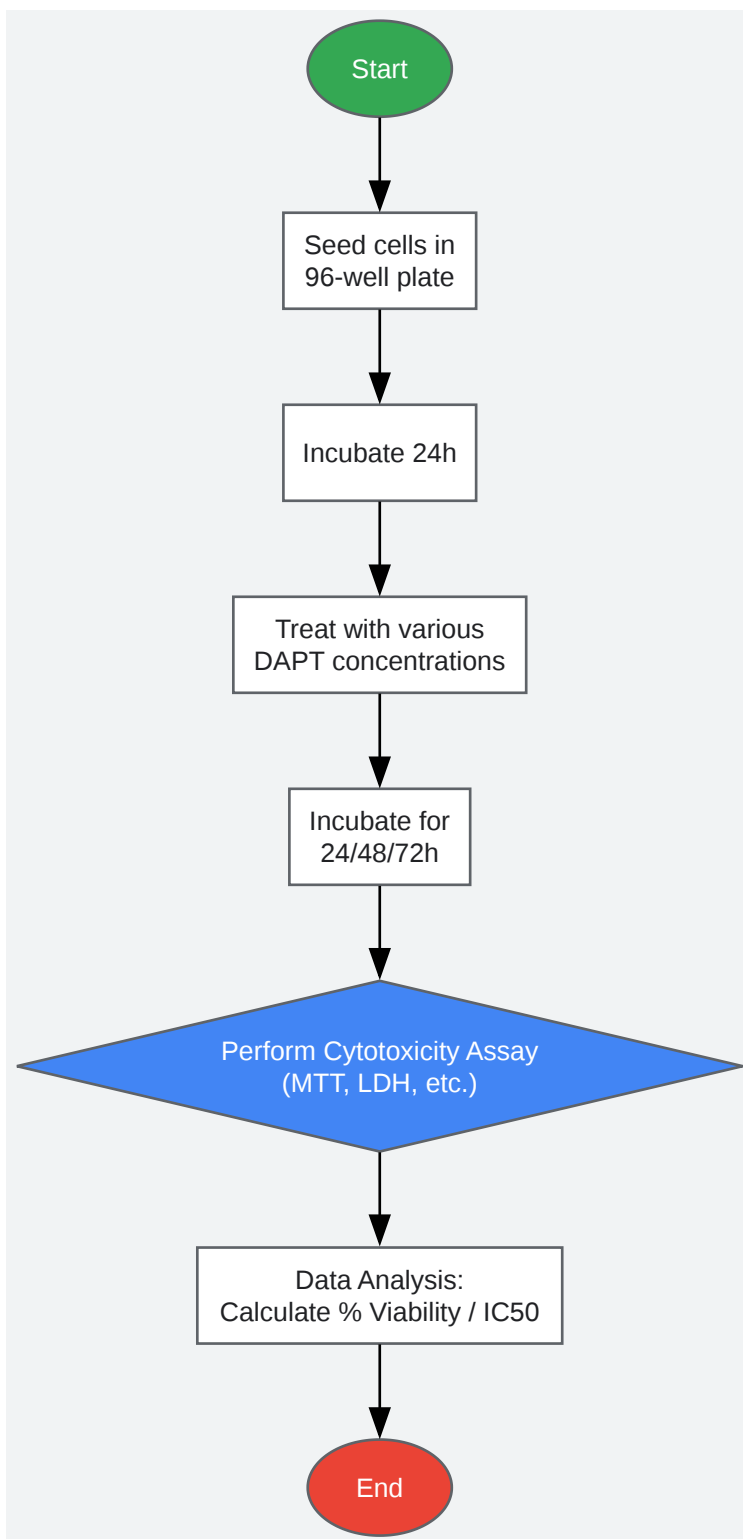 Start
Seed cells in
96-well plate
Incubate 24h
Treat with various
DAPT concentrations
Incubate for
24/48/72h
Perform Cytotoxicity Assay
(MTT, LDH, etc.)
Data Analysis:
Calculate % Viability / IC50
End